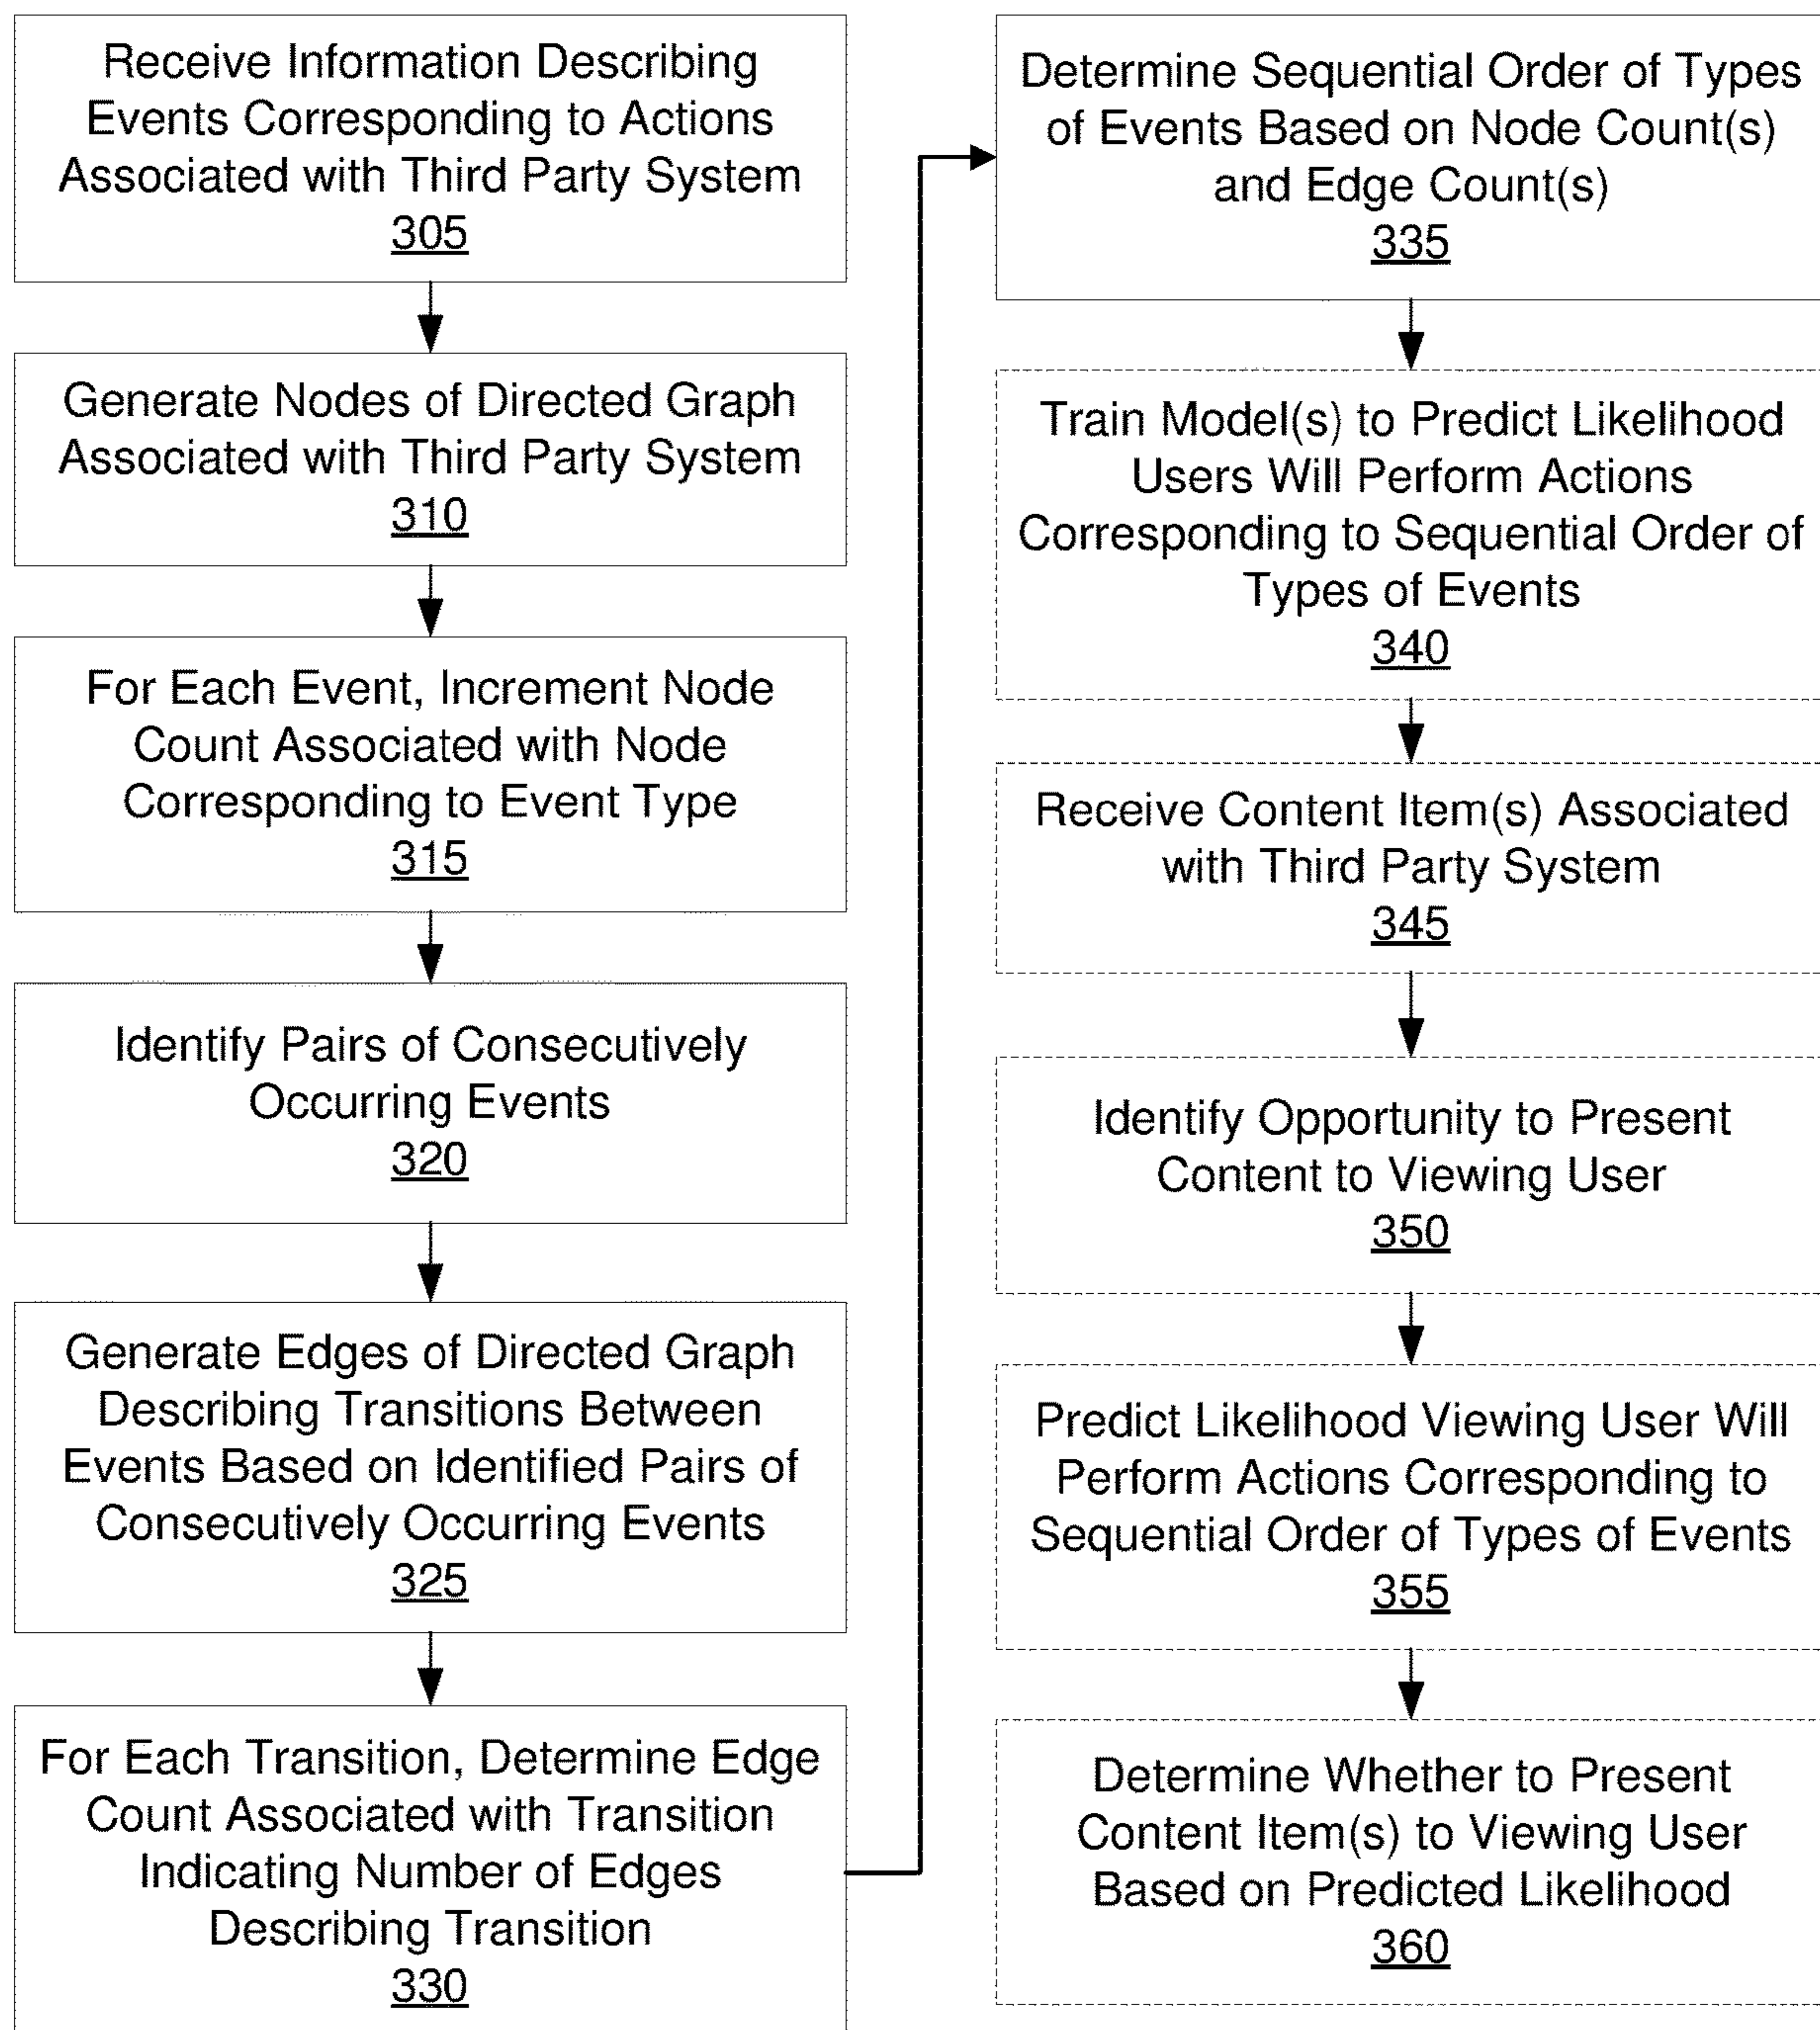 Receive Information Describing
Events Corresponding to Actions
Associated with Third Party System
305
Generate Nodes of Directed Graph
Associated with Third Party System
310
For Each Event, Increment Node
Count Associated with Node
Corresponding to Event Type
315
Identify Pairs of Consecutively
Occurring Events
320
Generate Edges of Directed Graph
Describing Transitions Between
Events Based on Identified Pairs of
Consecutively Occurring Events
325
For Each Transition, Determine Edge
Count Associated with Transition
Indicating Number of Edges
Describing Transition
330
Determine Sequential Order of Types
of Events Based on Node Count(s)
and Edge Count(s)
335
Train Model(s) to Predict Likelihood
Users Will Perform Actions
Corresponding to Sequential Order of
Types of Events
340
Receive Content Item(s) Associated
with Third Party System
345
Identify Opportunity to Present
Content to Viewing User
350
Predict Likelihood Viewing User Will
Perform Actions Corresponding to
Sequential Order of Types of Events
355
Determine Whether to Present
Content Item(s) to Viewing User
Based on Predicted Likelihood
360